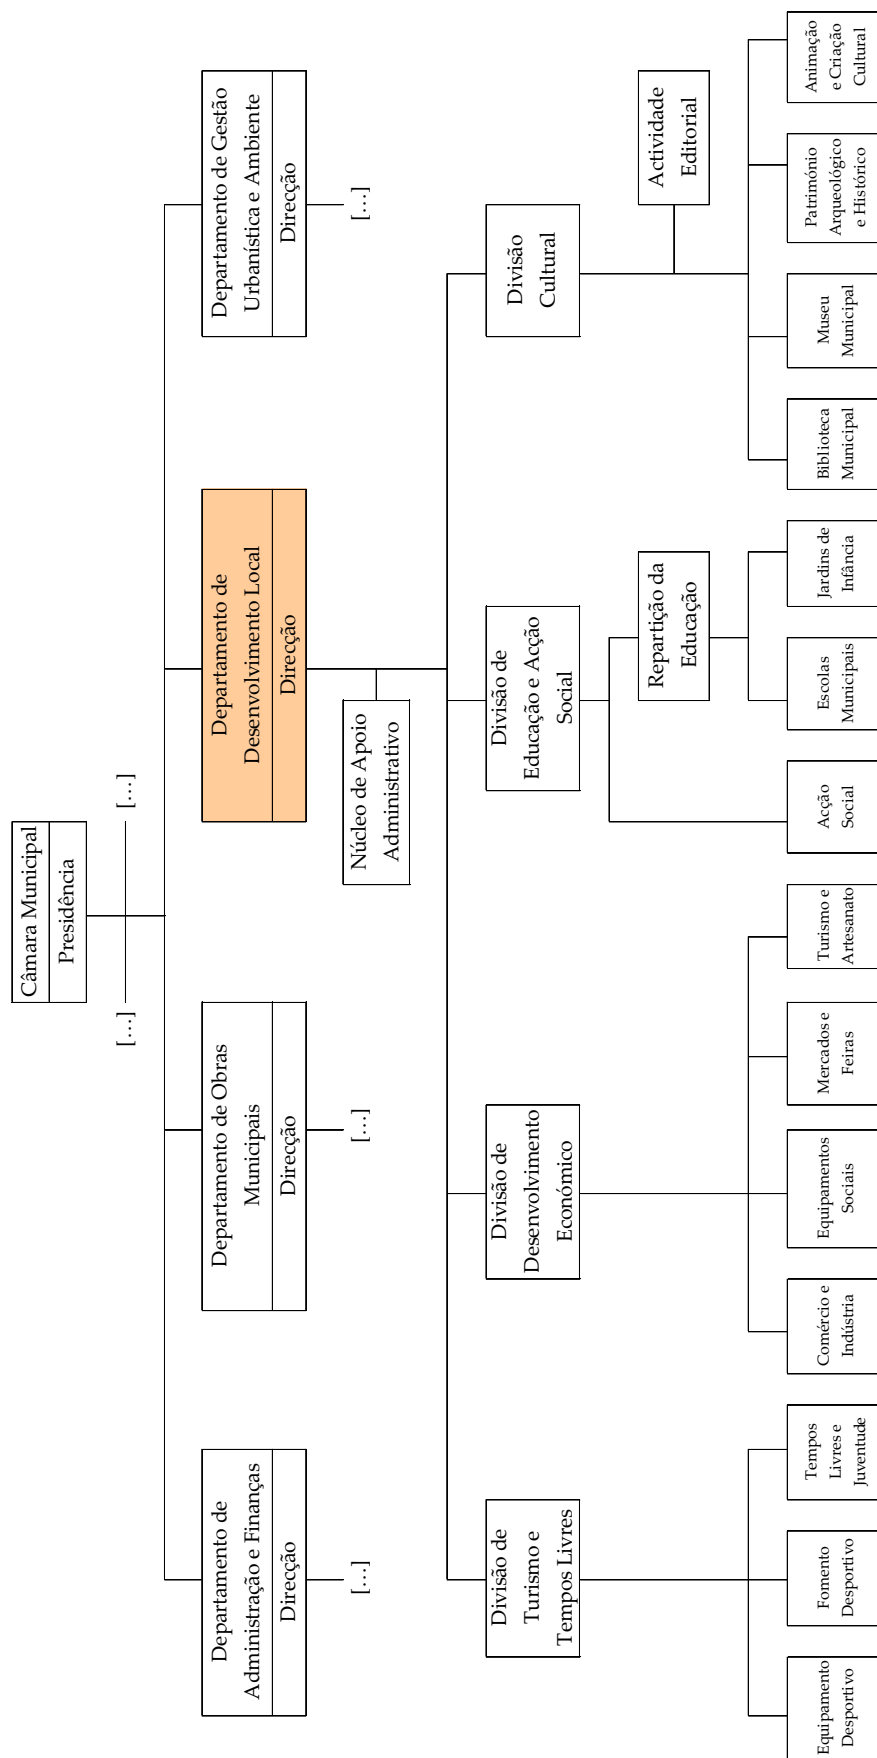 Câmara Municipal
Presidência
[…]
[…]
Departamento de
Administração e Finanças
Direcção
[…]
Departamento de Obras
Municipais
Direcção
[…]
Departamento de
Desenvolvimento Local
Direcção
Departamento de Gestão
Urbanística e Ambiente
Direcção
[…]
Núcleo de Apoio
Administrativo
Divisão de
Turismo e
Tempos Livres
Divisão de
Desenvolvimento
Económico
Divisão de
Educação e Acção
Social
Divisão
Cultural
Repartição da
Educação
Actividade
Editorial
Equipamento
Desportivo
Fomento
Desportivo
Tempos
Livres e
Juventude
Comércio e
Indústria
Equipamentos
Sociais
Mercados e
Feiras
Turismo e
Artesanato
Acção
Social
Escolas
Municipais
Jardins de
Infância
Biblioteca
Municipal
Museu
Municipal
Património
Arqueológico
e Histórico
Animação
e Criação
Cultural